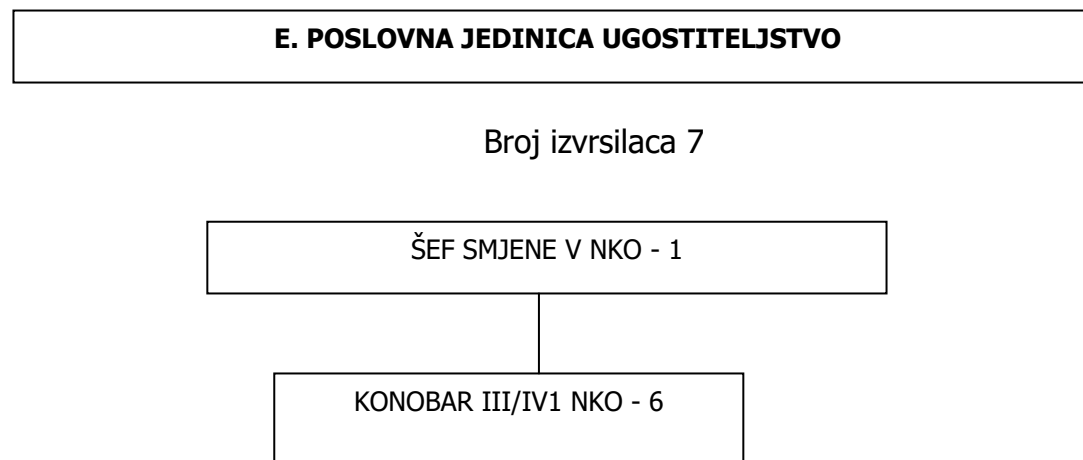 E. POSLOVNA JEDINICA UGOSTITELJSTVO
Broj izvrsilaca 7
ŠEF SMJENE V NKO - 1
KONOBAR III/IV1 NKO - 6